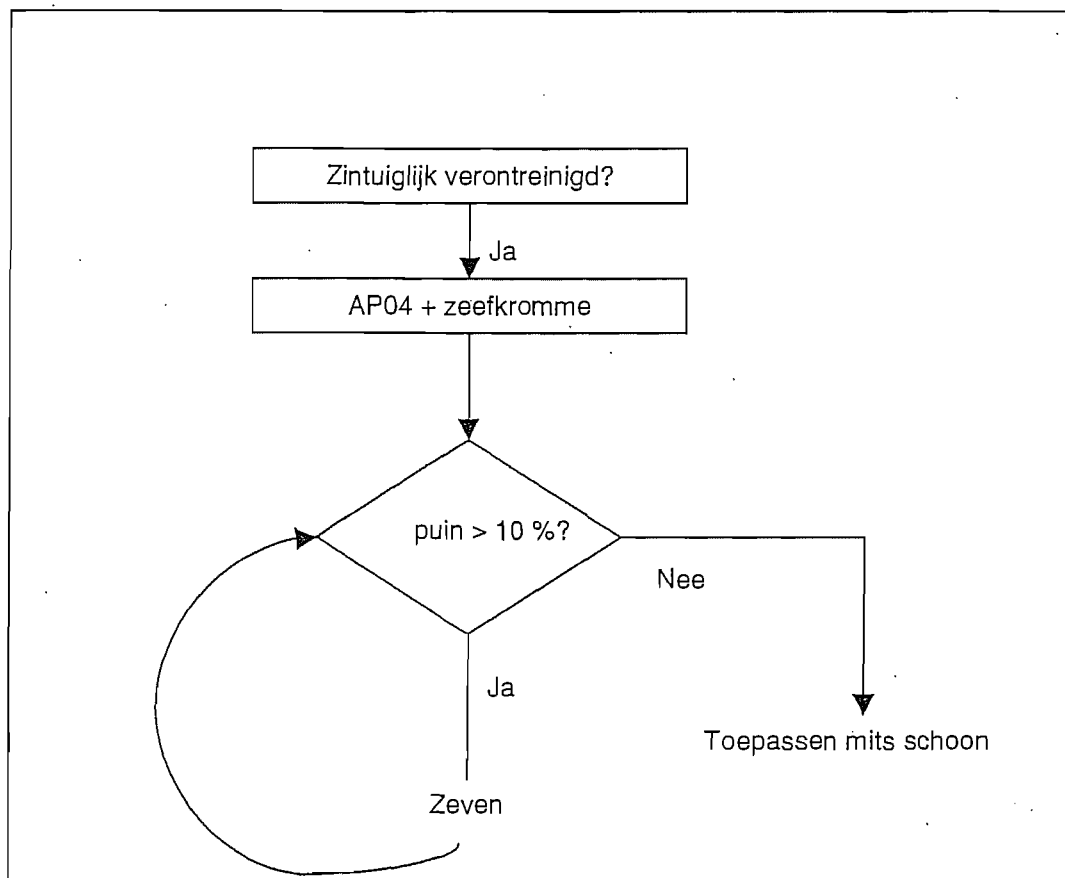 Zintuiglijk verontreinigd?
Ja
AP04 + zeefkromme
puin > 10 %?
Nee
Ja
Toepassen mits schoon
Zeven